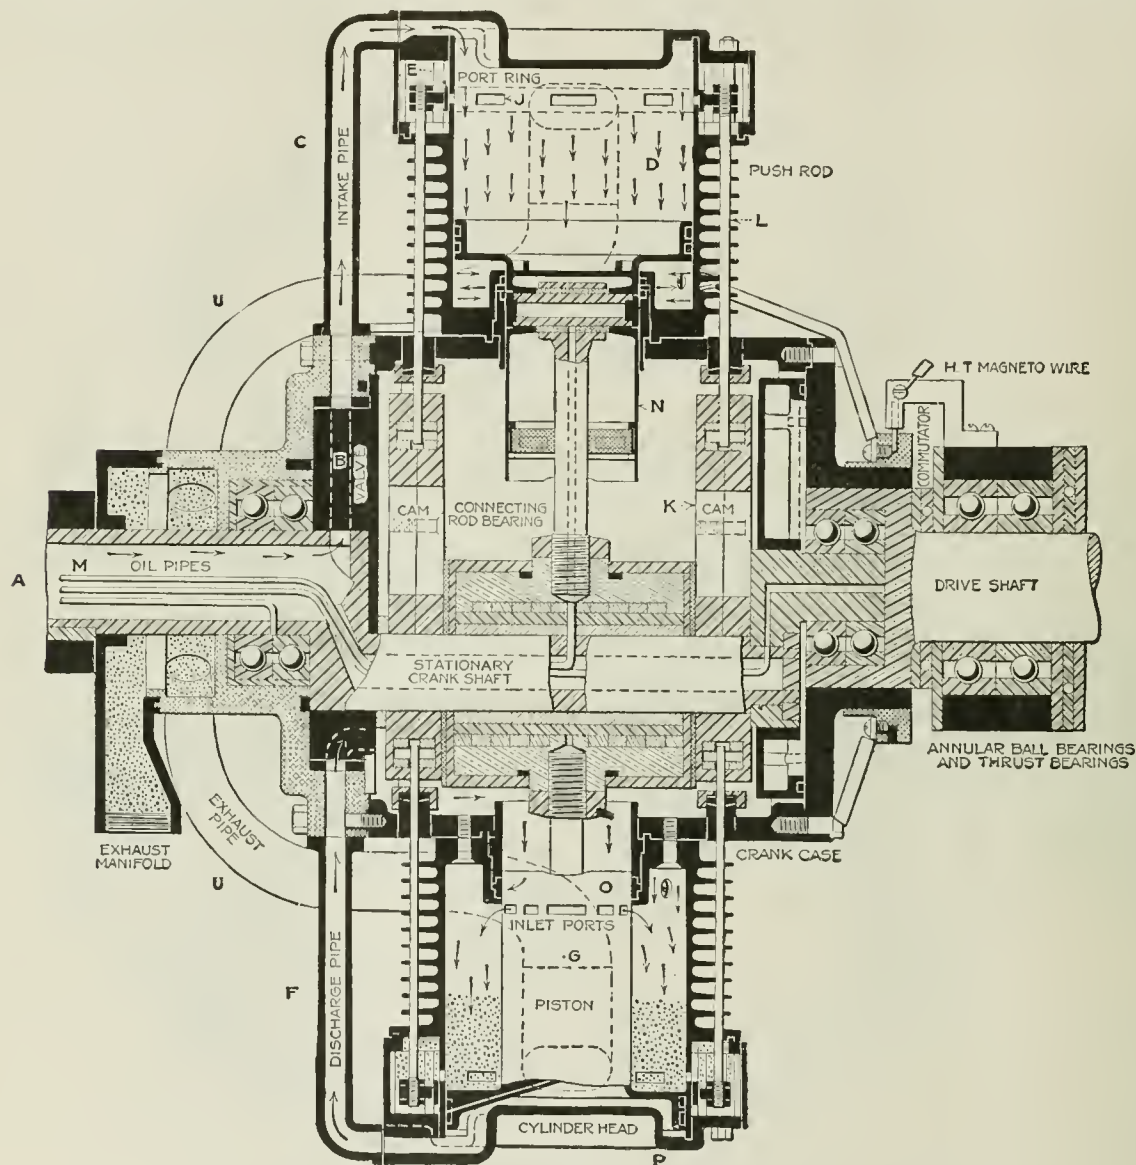 E
PORT RING
J
C
INTAKE PIPE
D
PUSH ROD
L
U
H.T MAGNETO WIRE
N
COMMUTATOR
B
VALVE
CAM
CONNECTING
ROD BEARING
K
CAM
A
M
OIL PIPES
DRIVE SHAFT
STATIONARY
CRANK SHAFT
ANNULAR BALL BEARINGS
AND THRUST BEARINGS
EXHAUST
MANIFOLD
EXHAUST
PIPE
CRANK CASE
U
O
INLET PORTS
G
PISTON
F
DISCHARGE PIPE
CYLINDER HEAD
P